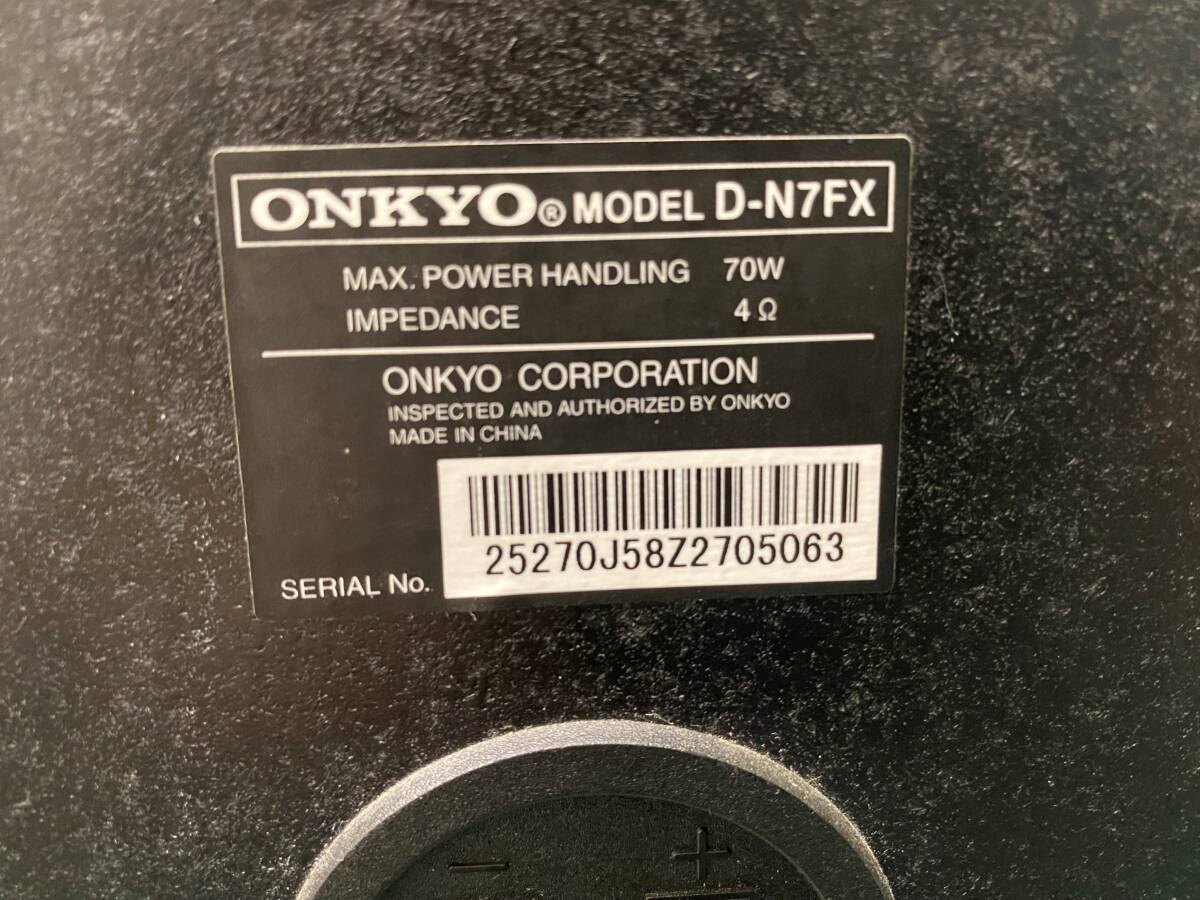 ONKYO® MODEL D-N7FX
MAX. POWER HANDLING 70W
IMPEDANCE 4Ω
ONKYO CORPORATION
INSPECTED AND AUTHORIZED BY ONKYO
MADE IN CHINA
25270J58Z2705063
SERIAL No.
− +